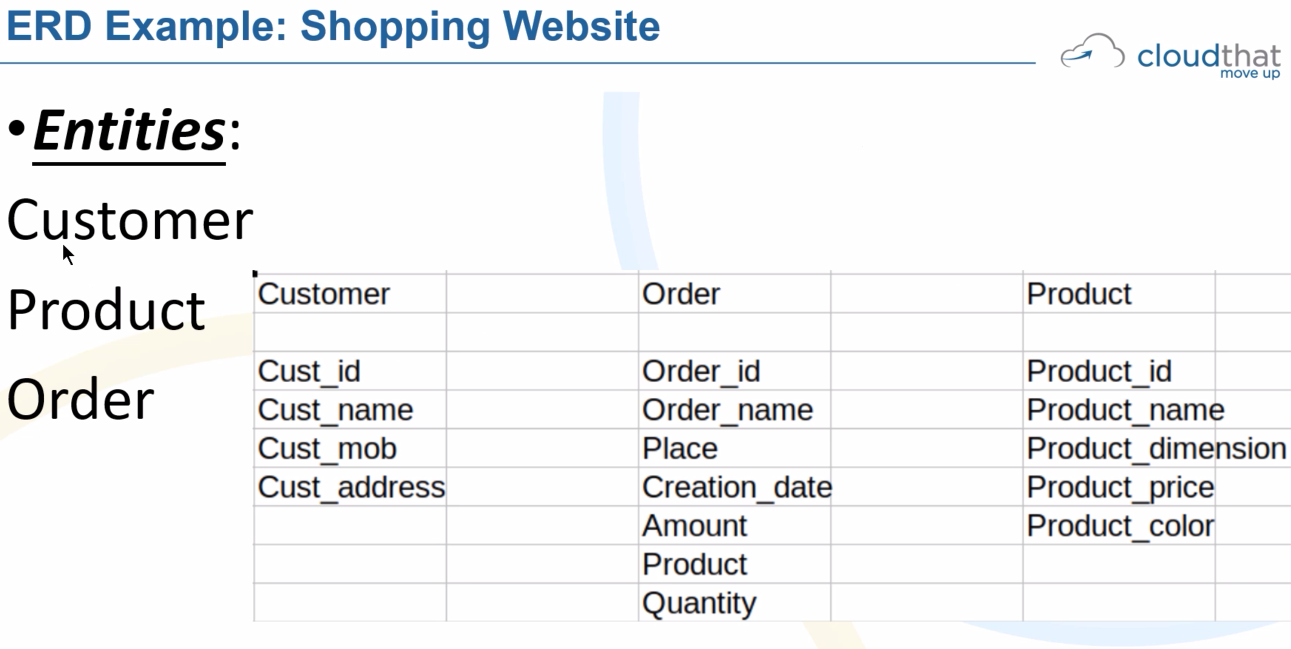 ERD Example: Shopping Website
cloudthat
move up
•Entities:
Customer
Product
Order
Customer Order Product
Cust_id Order_id Product_id
Cust_name Order_name Product_name
Cust_mob Place Product_dimension
Cust_address Creation_date Product_price
Amount Product_color
Product
Quantity